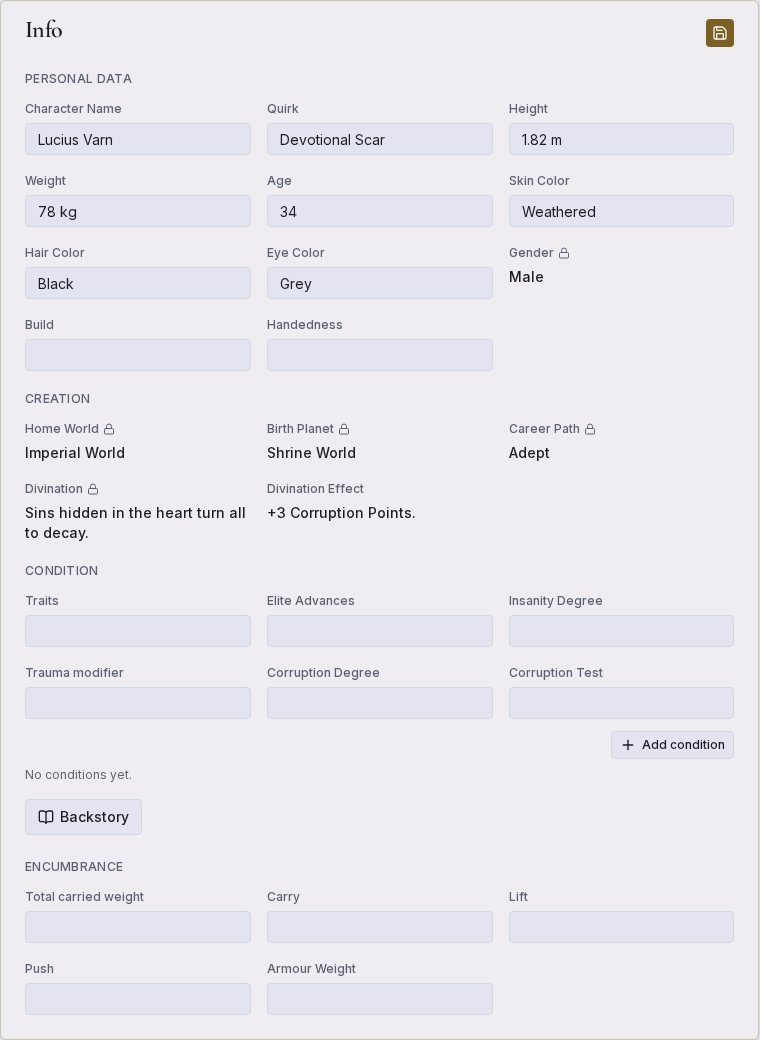 Info
PERSONAL DATA
Character Name
Quirk
Height
Lucius Varn
Devotional Scar
1.82 m
Weight
Age
Skin Color
78 kg
34
Weathered
Hair Color
Eye Color
Gender
Black
Grey
Male
Build
Handedness
CREATION
Home World
Birth Planet
Career Path
Imperial World
Shrine World
Adept
Divination
Divination Effect
Sins hidden in the heart turn all
to decay.
+3 Corruption Points.
CONDITION
Traits
Elite Advances
Insanity Degree
Trauma modifier
Corruption Degree
Corruption Test
Add condition
No conditions yet.
Backstory
ENCUMBRANCE
Total carried weight
Carry
Lift
Push
Armour Weight